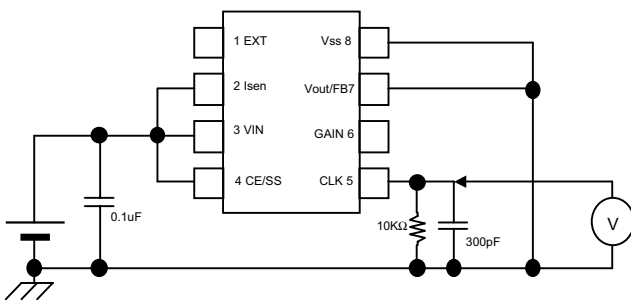 1 EXT
Vss 8
2 Isen
Vout/FB7
3 VIN
GAIN 6
4 CE/SS
CLK 5
0.1uF
10KΩ
300pF
V